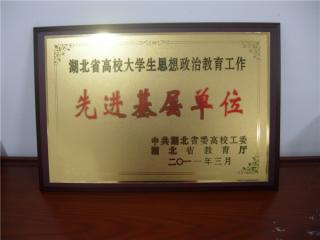 湖北省高校大学生思想政治教育工作
先进基层单位
中共湖北省委高校工委
湖北省教育厅
二〇一一年三月